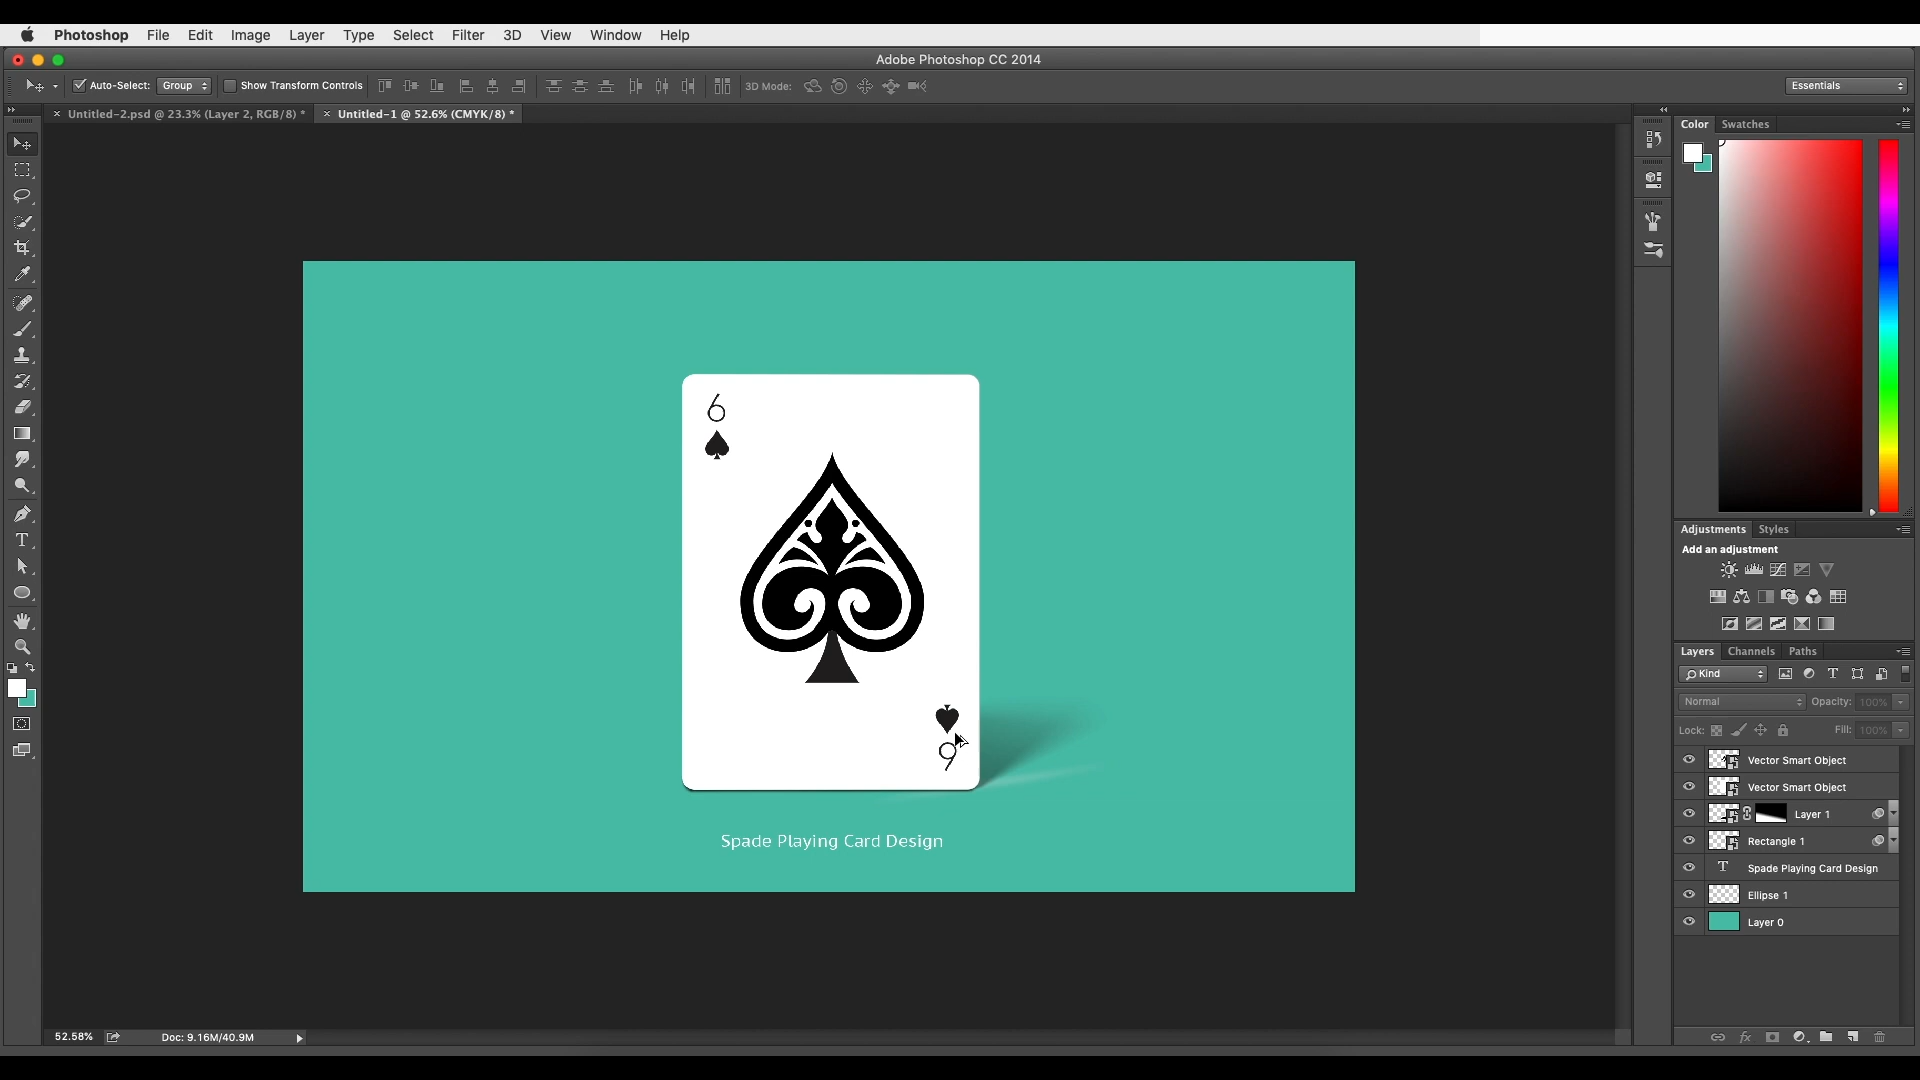 Photoshop File Edit Image Layer Type Select Filter 3D View Window Help
Adobe Photoshop CC 2014
Auto-Select: Group Show Transform Controls 3D Mode: Essentials
Untitled-2.psd @ 23.3% (Layer 2, RGB/8) * Untitled-1 @ 52.6% (CMYK/8) *
Color Swatches
6
6
Spade Playing Card Design
Adjustments Styles
Add an adjustment
Layers Channels Paths
Kind
Normal Opacity: 100%
Lock: Fill: 100%
Vector Smart Object
Vector Smart Object
Layer 1
Rectangle 1
T Spade Playing Card Design
Ellipse 1
Layer 0
52.58% Doc: 9.16M/40.9M
fx